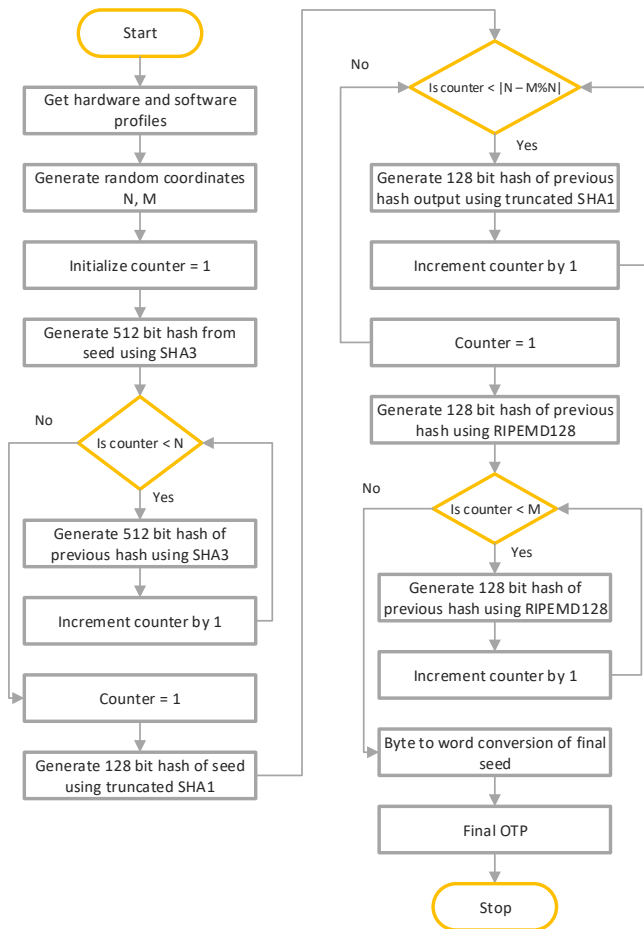 Start
Get hardware and software
profiles
Generate random coordinates
N, M
Initialize counter = 1
Generate 512 bit hash from
seed using SHA3
No
Is counter < N
Yes
Generate 512 bit hash of
previous hash using SHA3
Increment counter by 1
Counter = 1
Generate 128 bit hash of seed
using truncated SHA1
No
Is counter < |N – M%N|
Yes
Generate 128 bit hash of previous
hash output using truncated SHA1
Increment counter by 1
Counter = 1
Generate 128 bit hash of previous
hash using RIPEMD128
No
Is counter < M
Yes
Generate 128 bit hash of
previous hash using RIPEMD128
Increment counter by 1
Byte to word conversion of final
seed
Final OTP
Stop